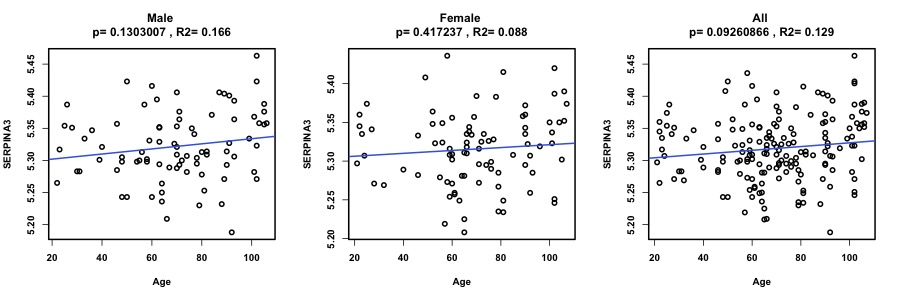 Male
p= 0.1303007 , R2= 0.166
SERPINA3
5.20 5.25 5.30 5.35 5.40 5.45
20 40 60 80 100
Age
Female
p= 0.417237 , R2= 0.088
SERPINA3
5.20 5.25 5.30 5.35 5.40
20 40 60 80 100
Age
All
p= 0.09260866 , R2= 0.129
SERPINA3
5.20 5.25 5.30 5.35 5.40 5.45
20 40 60 80 100
Age